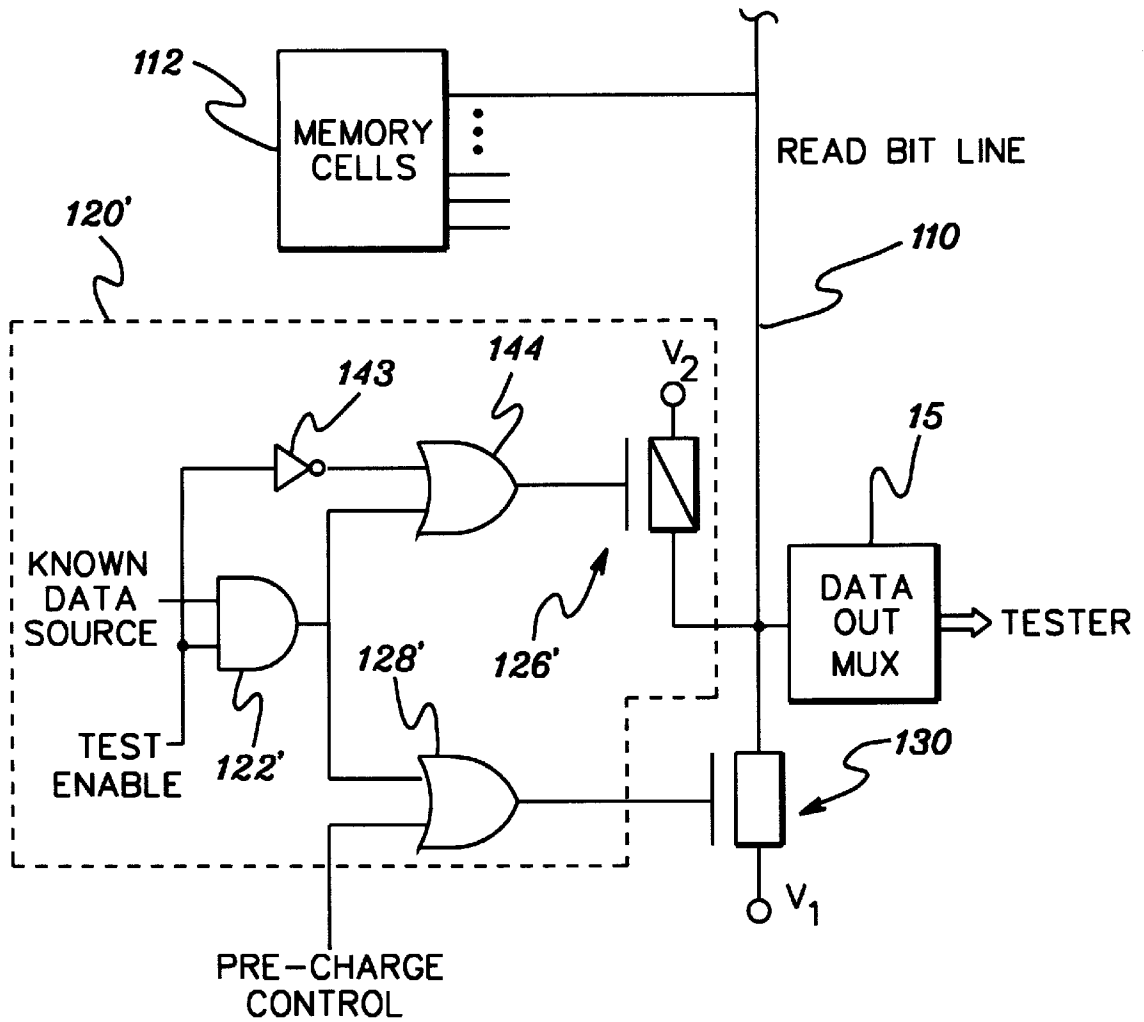 112
MEMORY
CELLS
READ BIT LINE
120'
110
143
144
V2
15
KNOWN
DATA
SOURCE
DATA
OUT
MUX
TESTER
126'
128'
TEST
ENABLE
122'
130
V1
PRE-CHARGE
CONTROL